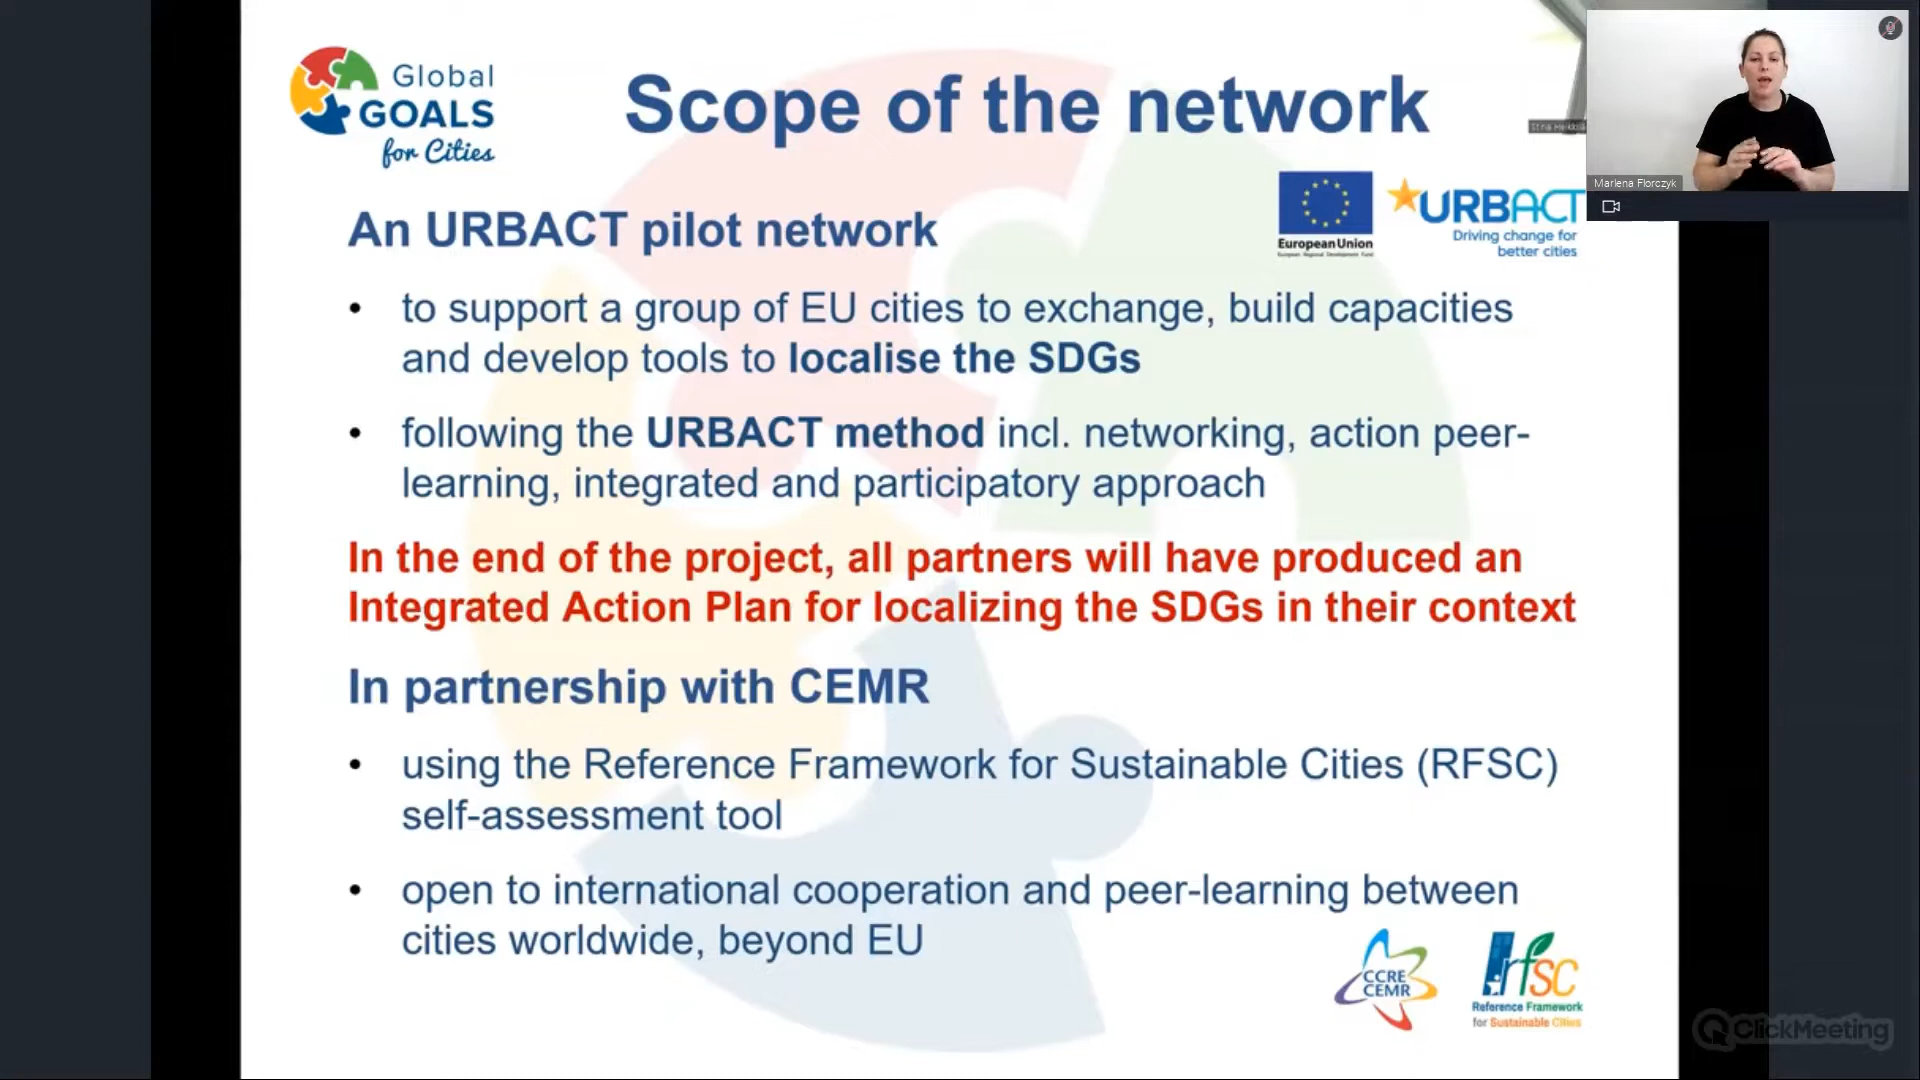 Global
GOALS
for Cities
Scope of the network
Marlena Florczyk
European Union
European Regional Development Fund
URBACT
Driving change for
better cities
An URBACT pilot network
• to support a group of EU cities to exchange, build capacities
and develop tools to localise the SDGs
• following the URBACT method incl. networking, action peer-
learning, integrated and participatory approach
In the end of the project, all partners will have produced an
Integrated Action Plan for localizing the SDGs in their context
In partnership with CEMR
• using the Reference Framework for Sustainable Cities (RFSC)
self-assessment tool
• open to international cooperation and peer-learning between
cities worldwide, beyond EU
CCRE
CEMR
rfsc
Reference Framework
for Sustainable Cities
ClickMeeting